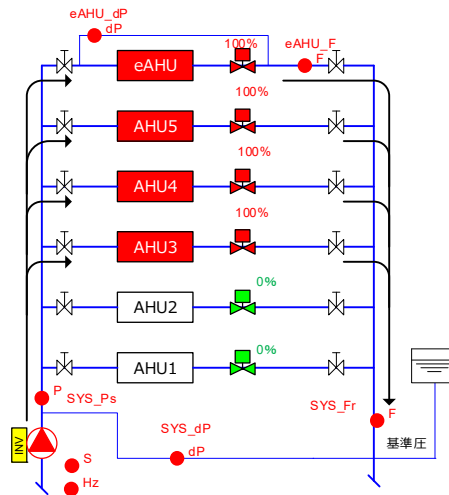 eAHU_dP
dP
100%
eAHU_F
F
eAHU
100%
AHU5
100%
AHU4
100%
AHU3
0%
AHU2
0%
AHU1
P
SYS_Ps
SYS_Fr
F
SYS_dP
dP
基準圧
INV
S
Hz